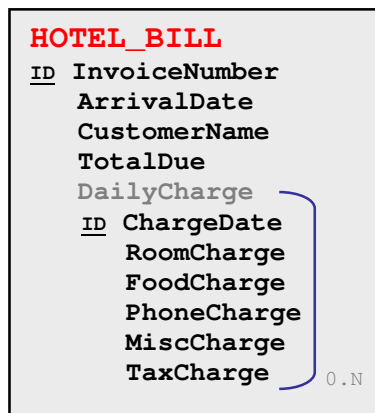 HOTEL_BILL
ID InvoiceNumber
ArrivalDate
CustomerName
TotalDue
DailyCharge
ID ChargeDate
RoomCharge
FoodCharge
PhoneCharge
MiscCharge
TaxCharge 0.N